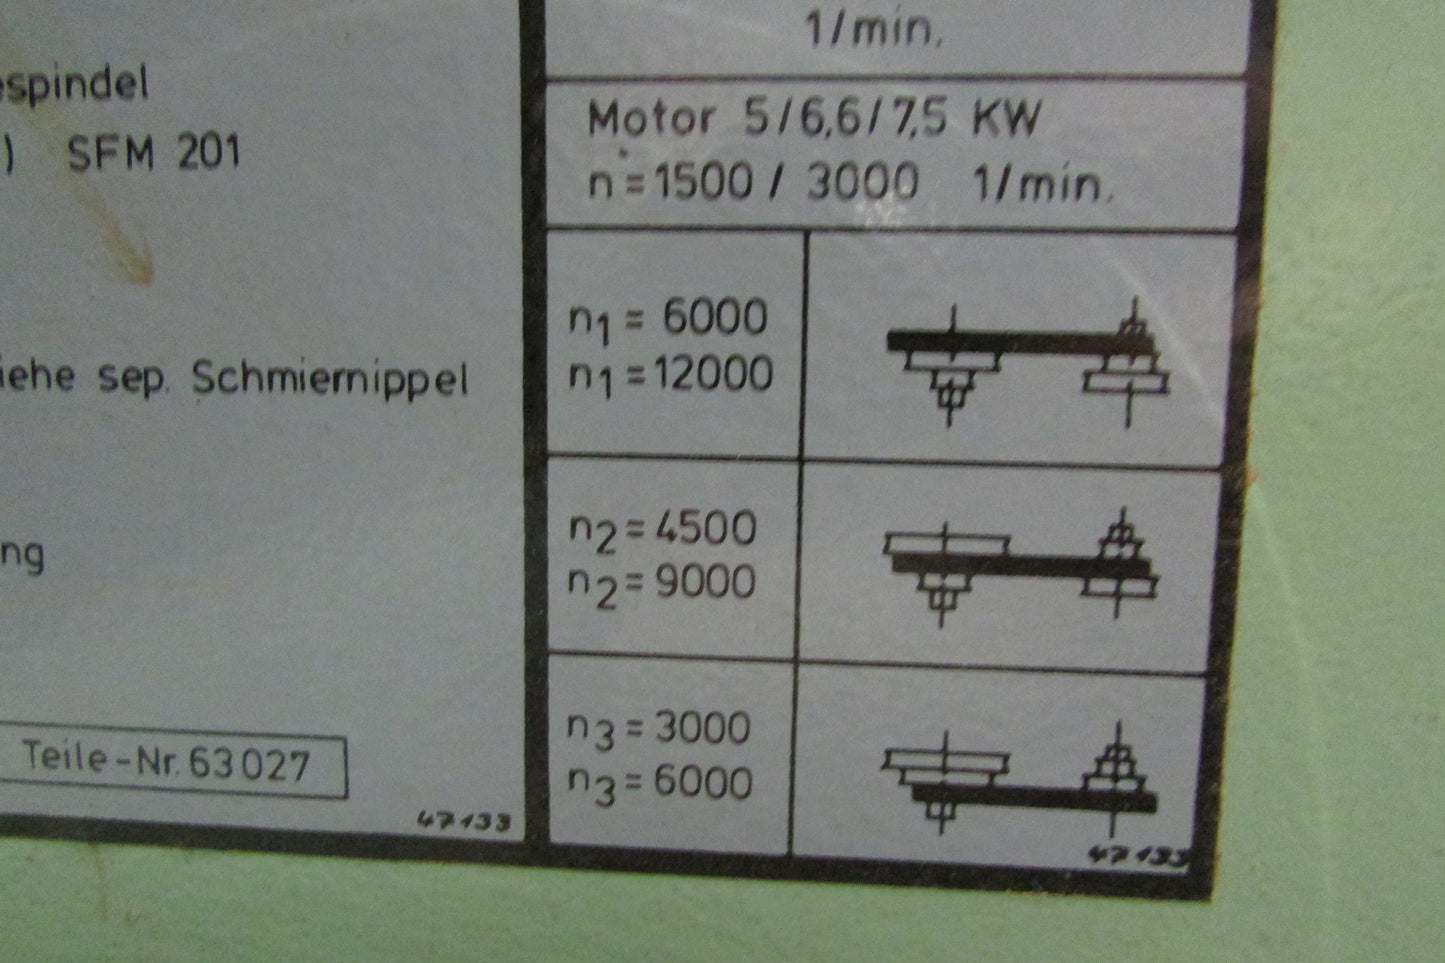 espindel
) SFM 201
iehe sep. Schmiernippel
ng
Teile-Nr. 63027
47133
1/min.
Motor 5/6,6/7,5 KW
n = 1500 / 3000 1/min.
n1 = 6000
n1 = 12000
n2 = 4500
n2 = 9000
n3 = 3000
n3 = 6000
47133